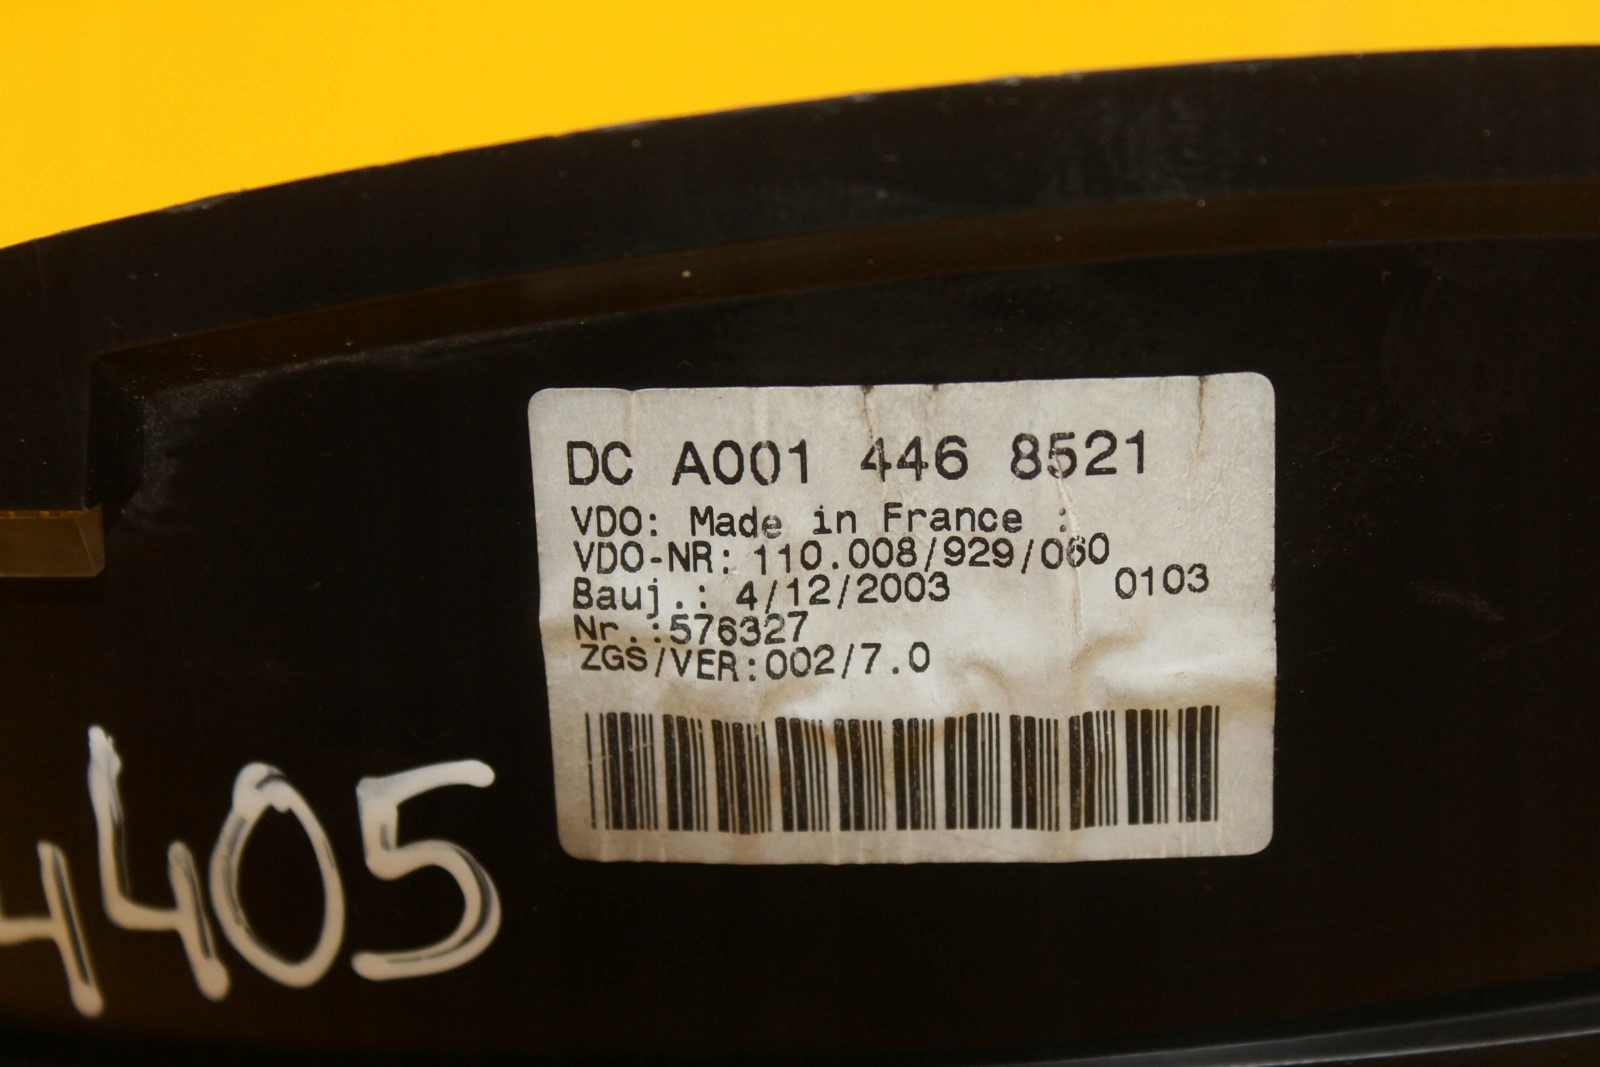 DC A001 446 8521
VDO: Made in France :
VDO-NR: 110.008/929/060
Bauj.: 4/12/2003 0103
Nr.:576327
ZGS/VER:002/7.0
4405